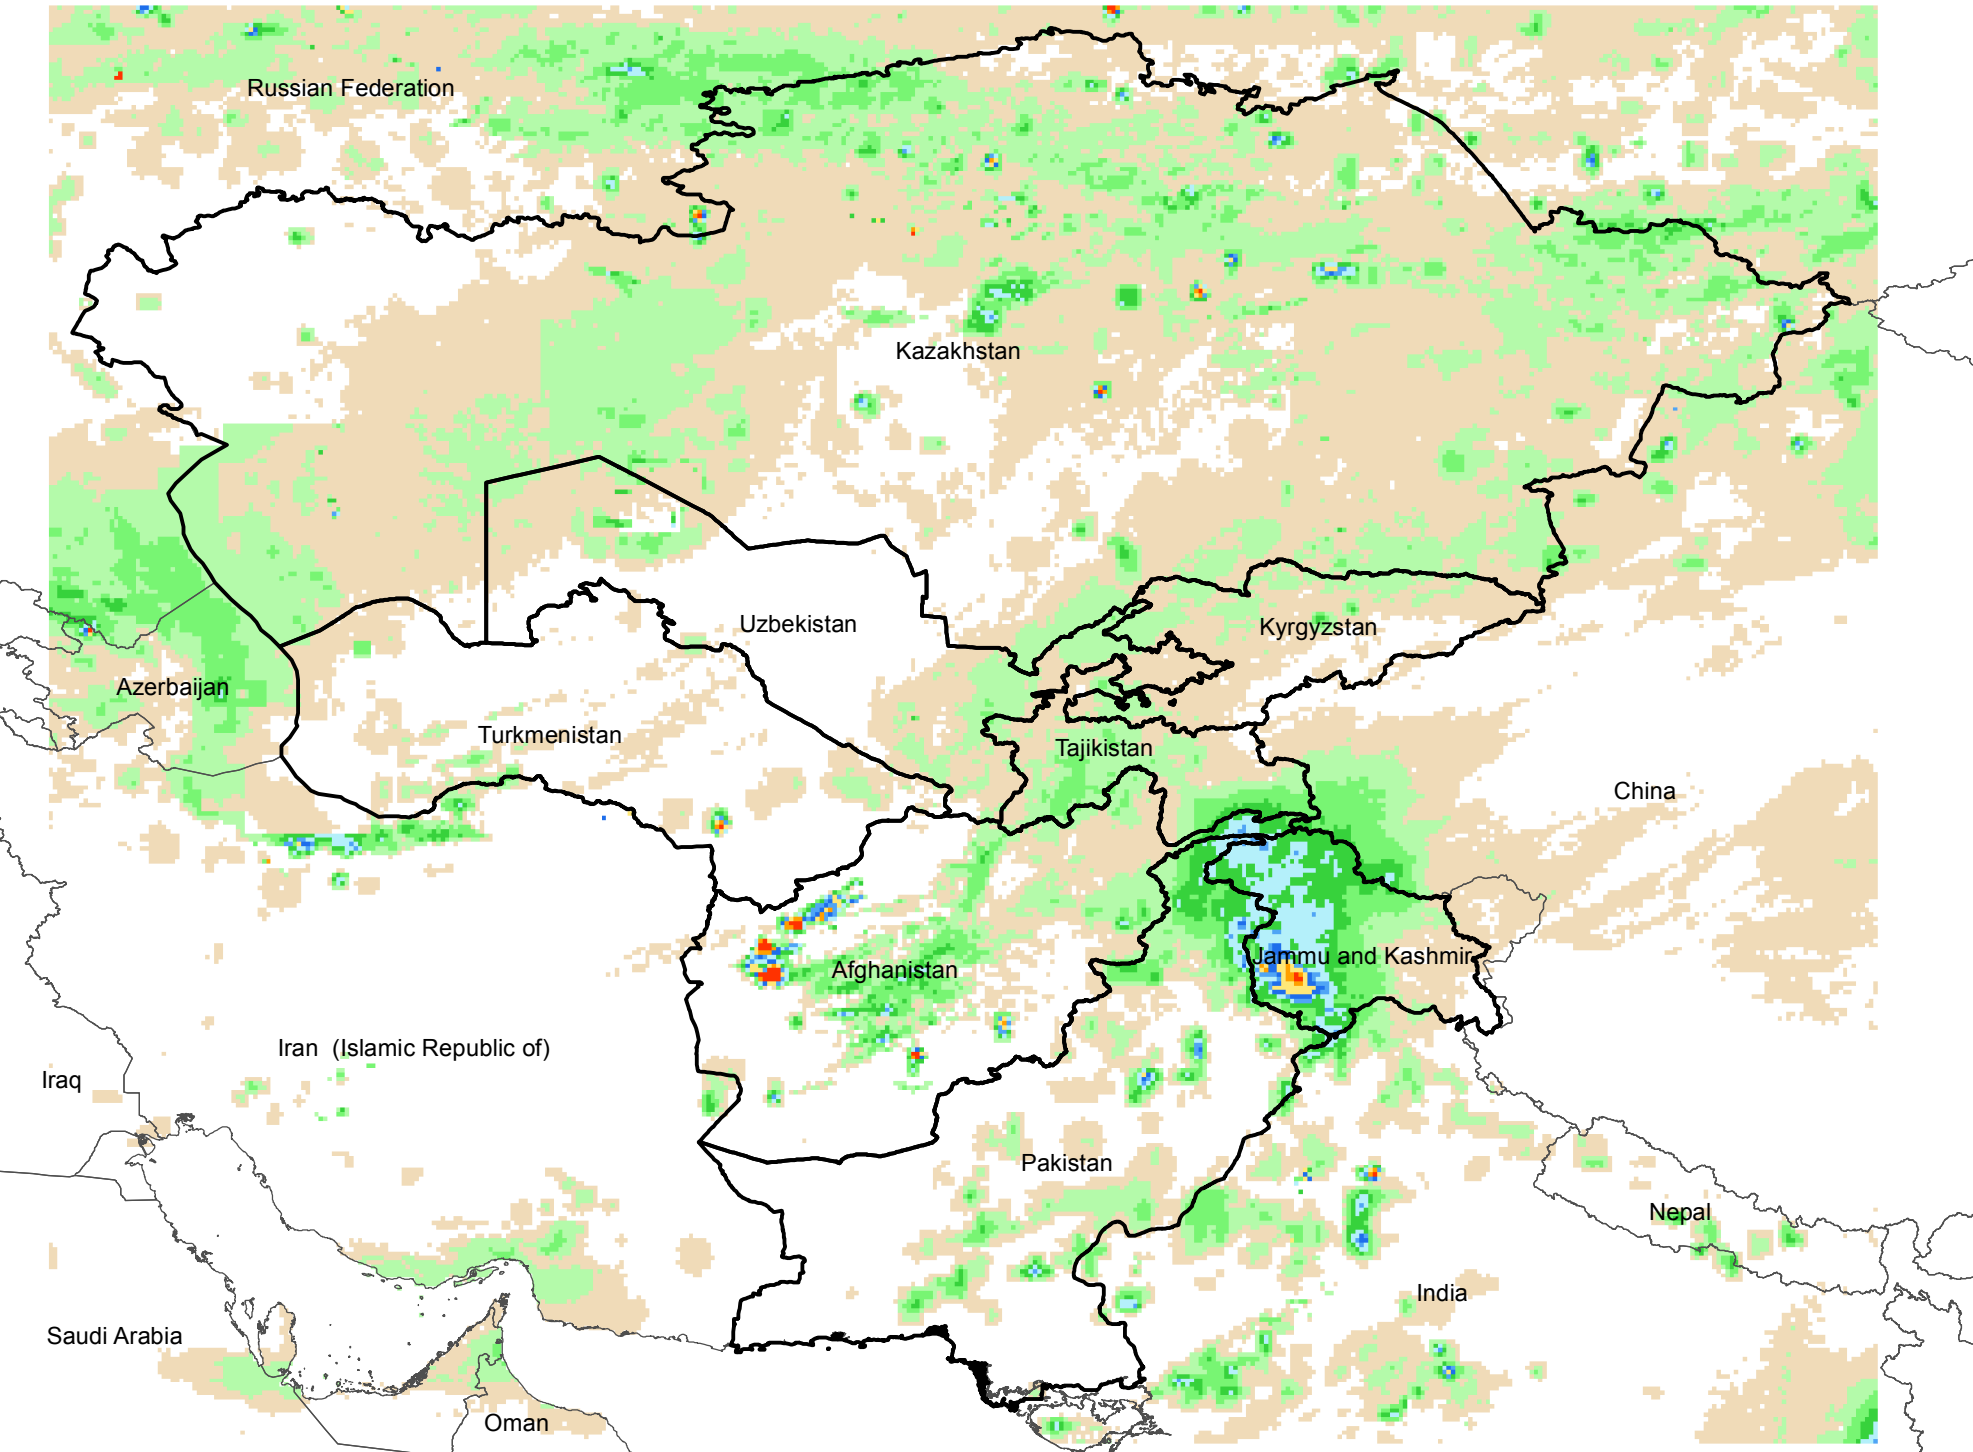 Russian Federation
Kazakhstan
Uzbekistan
Kyrgyzstan
Azerbaijan
Turkmenistan
Tajikistan
China
Jammu and Kashmir
Afghanistan
Iran  (Islamic Republic of)
Iraq
Pakistan
Nepal
India
Saudi Arabia
Oman